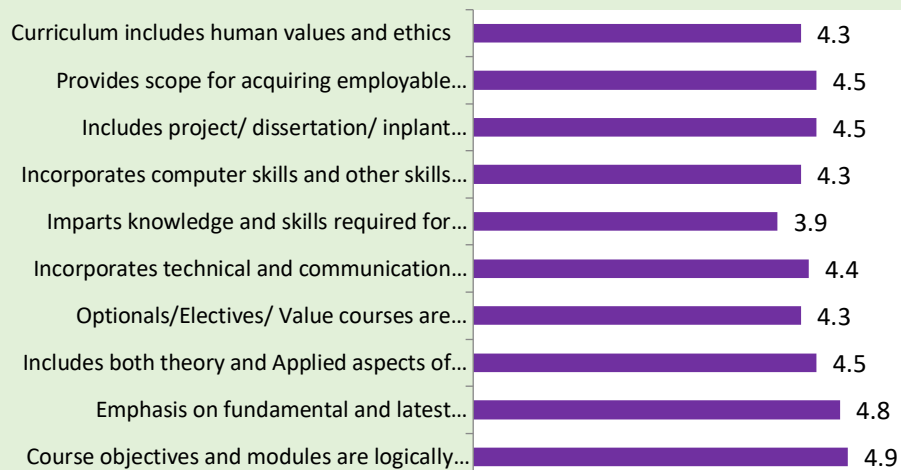 Curriculum includes human values and ethics 4.3
Provides scope for acquiring employable… 4.5
Includes project/ dissertation/ inplant… 4.5
Incorporates computer skills and other skills… 4.3
Imparts knowledge and skills required for… 3.9
Incorporates technical and communication… 4.4
Optionals/Electives/ Value courses are… 4.3
Includes both theory and Applied aspects of… 4.5
Emphasis on fundamental and latest… 4.8
Course objectives and modules are logically… 4.9